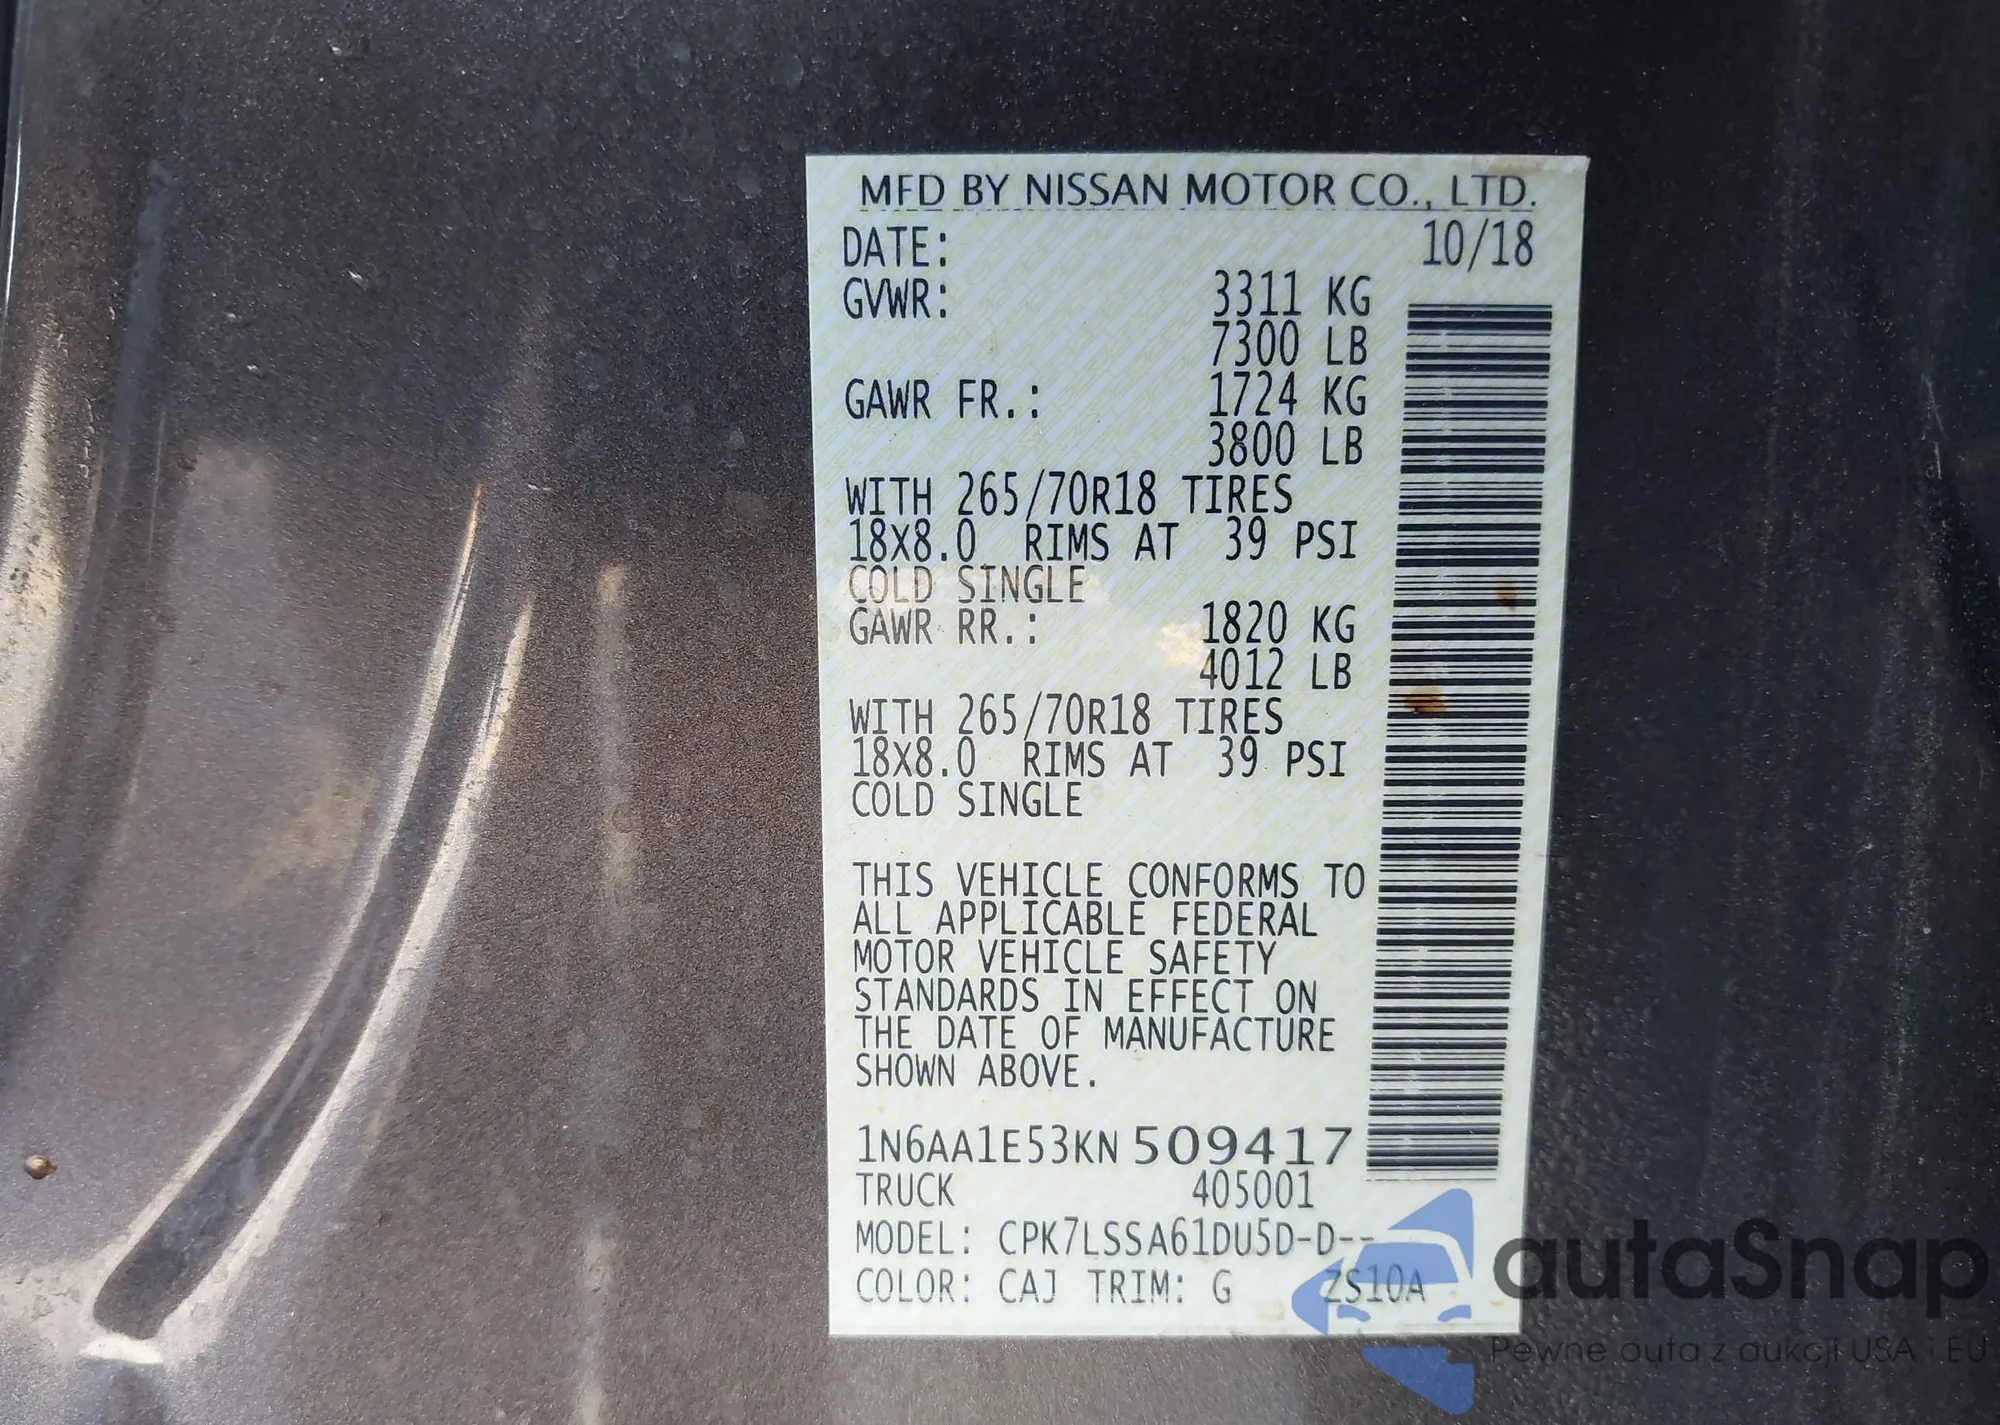 MFD BY NISSAN MOTOR CO., LTD.
DATE: 10/18
GVWR: 3311 KG
7300 LB
GAWR FR.: 1724 KG
3800 LB
WITH 265/70R18 TIRES
18X8.0 RIMS AT 39 PSI
COLD SINGLE
GAWR RR.: 1820 KG
4012 LB
WITH 265/70R18 TIRES
18X8.0 RIMS AT 39 PSI
COLD SINGLE
THIS VEHICLE CONFORMS TO
ALL APPLICABLE FEDERAL
MOTOR VEHICLE SAFETY
STANDARDS IN EFFECT ON
THE DATE OF MANUFACTURE
SHOWN ABOVE.
1N6AA1E53KN509417
TRUCK 405001
MODEL: CPK7LSSA61DU5D-D--
COLOR: CAJ TRIM: G ZS10A
autaSnap
Pewne auta z aukcji USA i EU